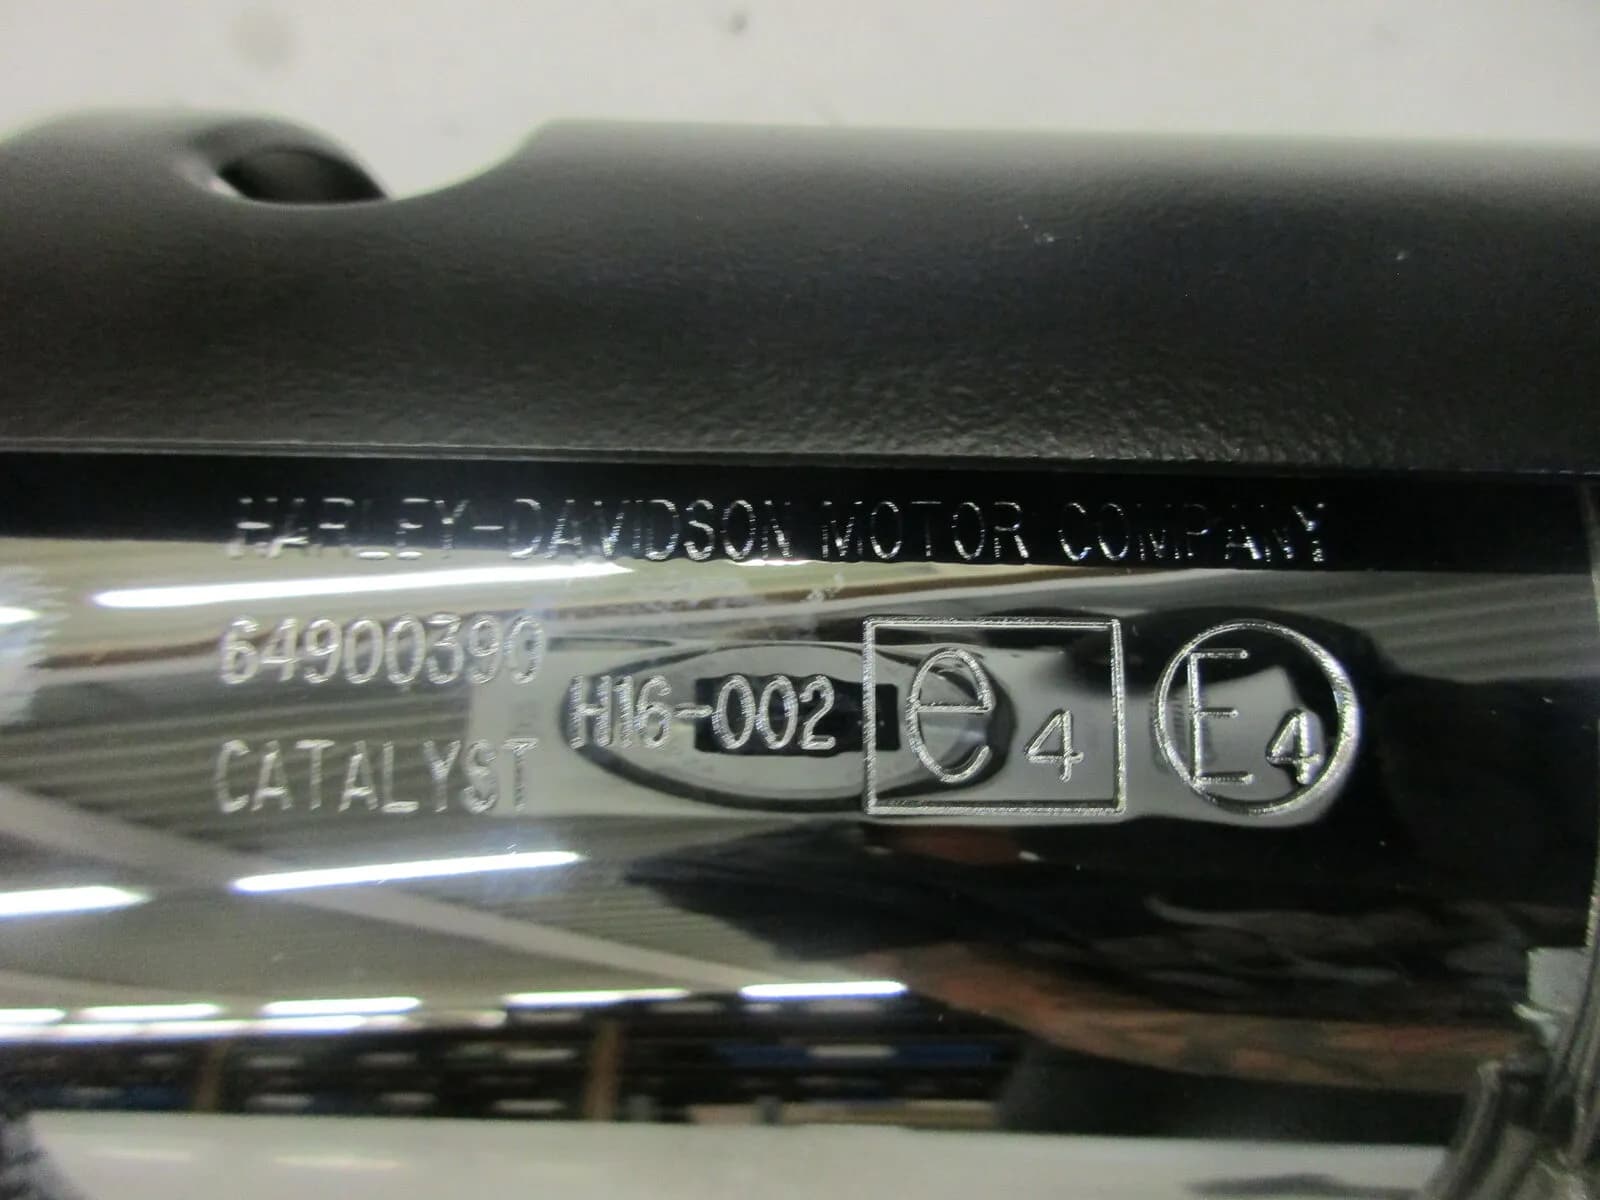 HARLEY-DAVIDSON MOTOR COMPANY
64900390
H16-002 e4 E4
CATALYST